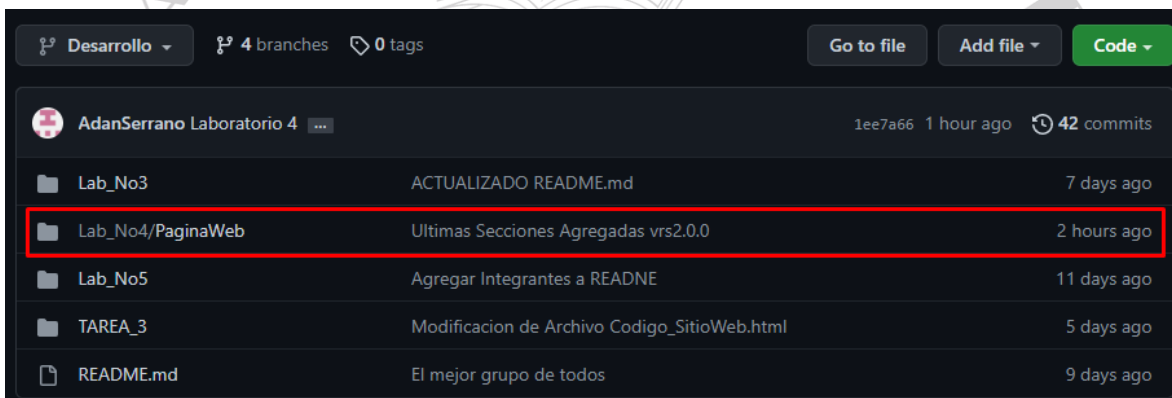 Desarrollo 4 branches 0 tags Go to file Add file Code
AdanSerrano Laboratorio 4 ... 1ee7a66 1 hour ago 42 commits
Lab_No3 ACTUALIZADO README.md 7 days ago
Lab_No4/PaginaWeb Ultimas Secciones Agregadas vrs2.0.0 2 hours ago
Lab_No5 Agregar Integrantes a READNE 11 days ago
TAREA_3 Modificacion de Archivo Codigo_SitioWeb.html 5 days ago
README.md El mejor grupo de todos 9 days ago